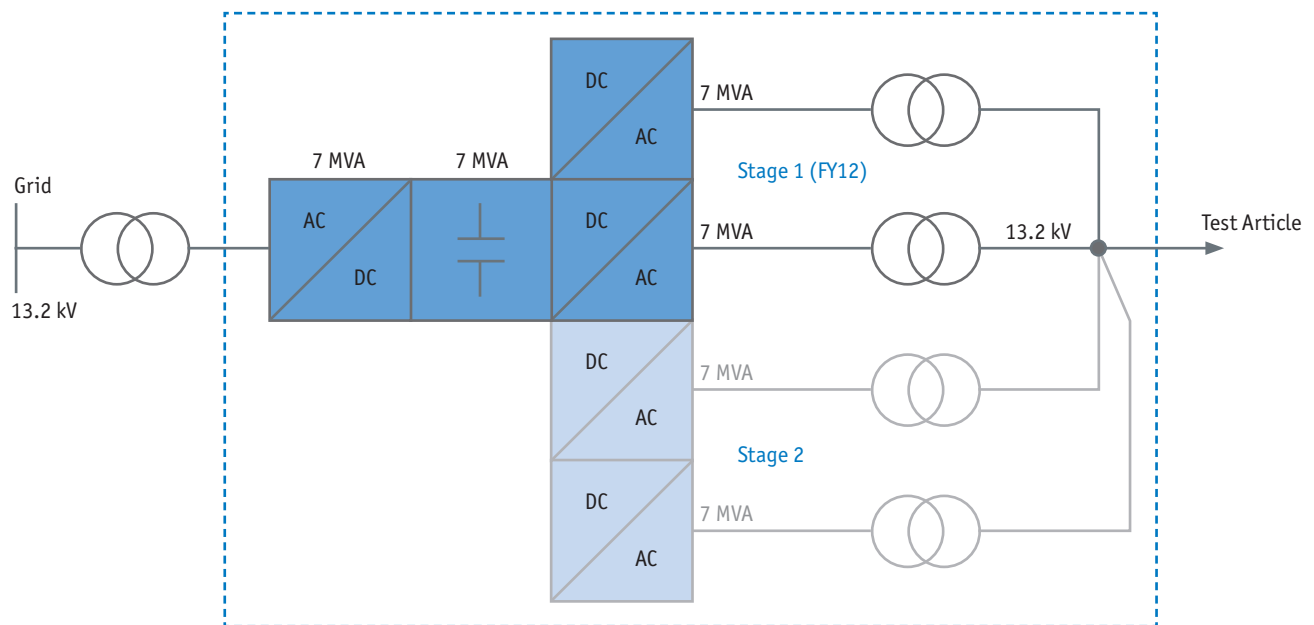 DC
AC
7 MVA
7 MVA
7 MVA
Stage 1 (FY12)
Grid
AC
DC
DC
AC
7 MVA
13.2 kV
Test Article
13.2 kV
DC
AC
7 MVA
Stage 2
DC
AC
7 MVA